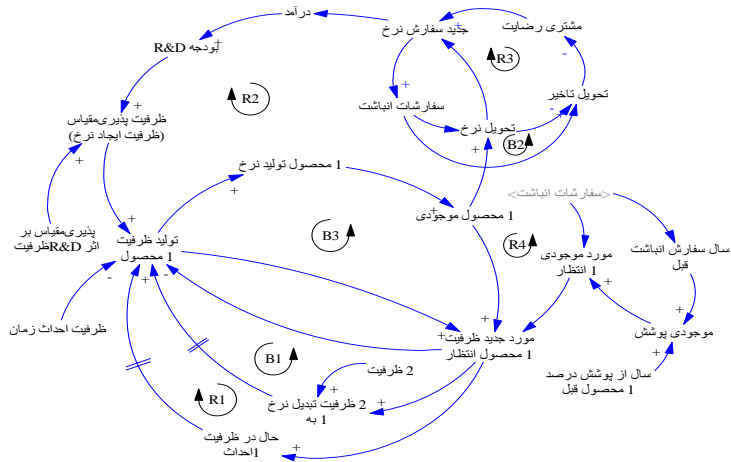 درآمد
بودجه R&D
جدید سفارش نرخ
مشتری رضایت
R3
تحویل تاخیر
سفارشات انباشت
نرخ تحویل
B2
R2
ظرفیت پذیری‌مقیاس
(ظرفیت ایجاد نرخ)
1 محصول تولید نرخ
1 محصول موجودی
<سفارشات انباشت>
پذیری‌مقیاس بر
اثر R&Dظرفیت
تولید ظرفیت
1 محصول
B3
R4
مورد موجودی
1 انتظار
سال سفارش انباشت
قبل
ظرفیت احداث زمان
مورد جدید ظرفیت
1 محصول انتظار
موجودی پوشش
B1
2 ظرفیت
سال از پوشش درصد
1 محصول قبل
R1
2 ظرفیت تبدیل نرخ
1 به
حال در ظرفیت
1احداث